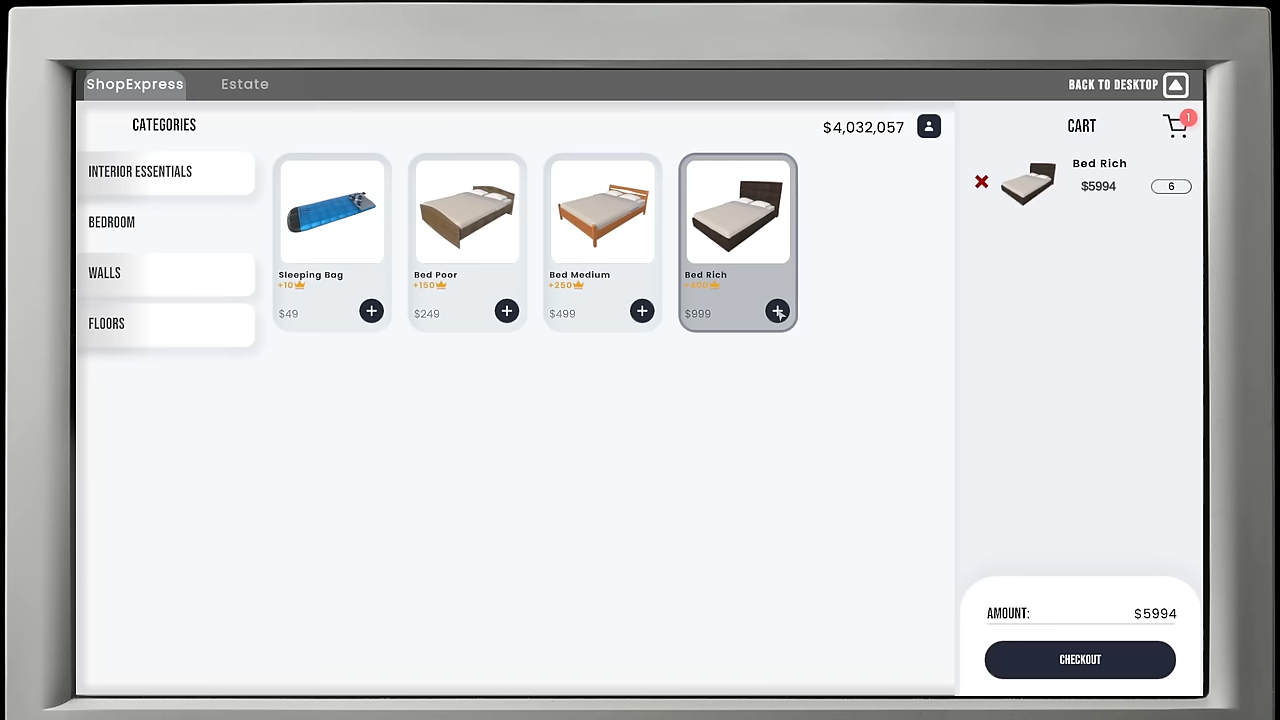 ShopExpress
Estate
BACK TO DESKTOP
CATEGORIES
$4,032,057
CART
1
INTERIOR ESSENTIALS
BEDROOM
WALLS
FLOORS
Sleeping Bag
+10
$49
Bed Poor
+150
$249
Bed Medium
+250
$499
Bed Rich
+400
$999
Bed Rich
$5994
6
AMOUNT:
$5994
CHECKOUT